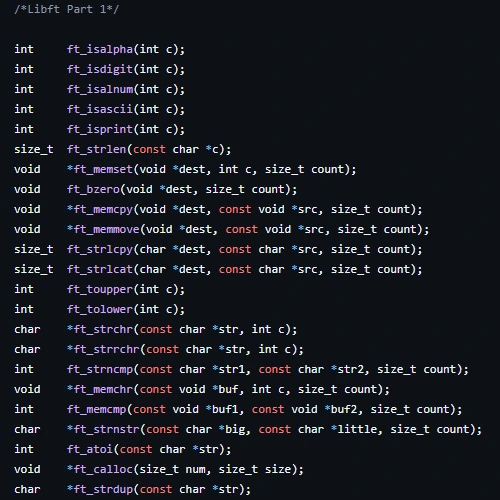 /*Libft Part 1*/
int ft_isalpha(int c);
int ft_isdigit(int c);
int ft_isalnum(int c);
int ft_isascii(int c);
int ft_isprint(int c);
size_t ft_strlen(const char *c);
void *ft_memset(void *dest, int c, size_t count);
void ft_bzero(void *dest, size_t count);
void *ft_memcpy(void *dest, const void *src, size_t count);
void *ft_memmove(void *dest, const void *src, size_t count);
size_t ft_strlcpy(char *dest, const char *src, size_t count);
size_t ft_strlcat(char *dest, const char *src, size_t count);
int ft_toupper(int c);
int ft_tolower(int c);
char *ft_strchr(const char *str, int c);
char *ft_strrchr(const char *str, int c);
int ft_strncmp(const char *str1, const char *str2, size_t count);
void *ft_memchr(const void *buf, int c, size_t count);
int ft_memcmp(const void *buf1, const void *buf2, size_t count);
char *ft_strnstr(const char *big, const char *little, size_t count);
int ft_atoi(const char *str);
void *ft_calloc(size_t num, size_t size);
char *ft_strdup(const char *str);